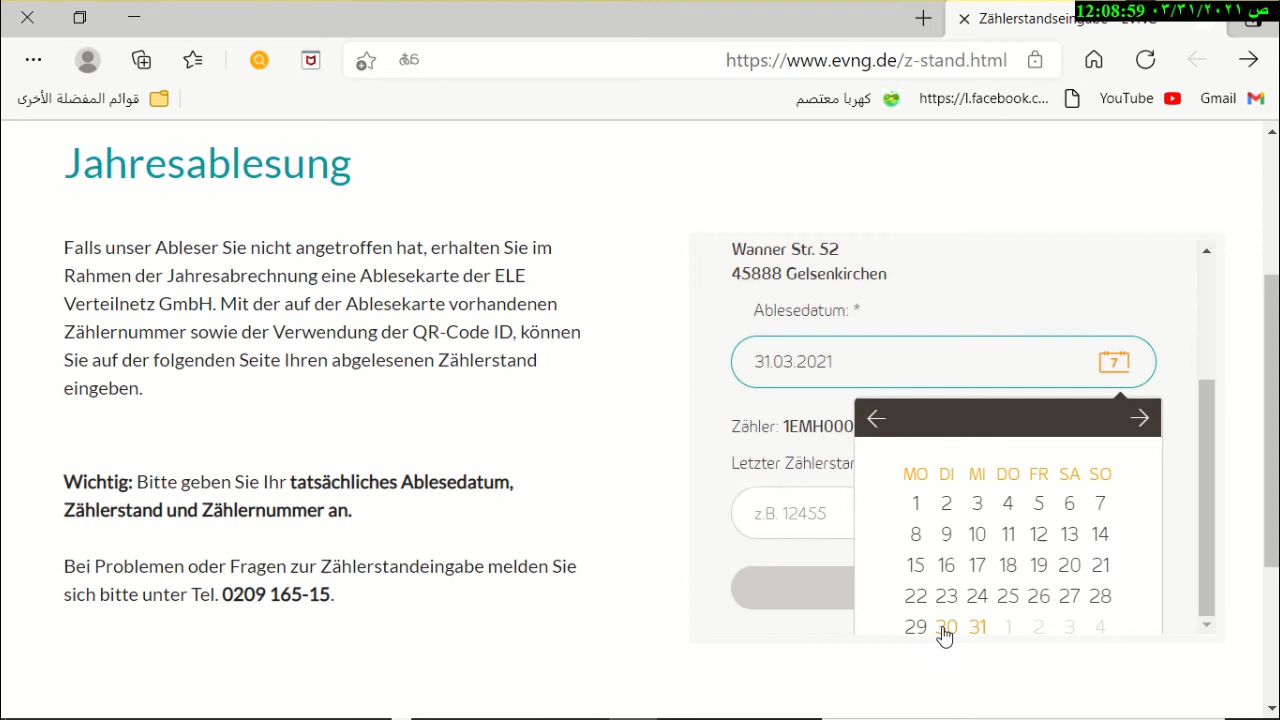 ص ٠٣/٣١/٢٠٢١ 12:08:59
https://www.evng.de/z-stand.html
قوائم المفضلة الأخرى
كهربا معتصم
https://l.facebook.c...
YouTube
Gmail
Jahresablesung
Falls unser Ableser Sie nicht angetroffen hat, erhalten Sie im
Rahmen der Jahresabrechnung eine Ablesekarte der ELE
Verteilnetz GmbH. Mit der auf der Ablesekarte vorhandenen
Zählernummer sowie der Verwendung der QR-Code ID, können
Sie auf der folgenden Seite Ihren abgelesenen Zählerstand
eingeben.
Wichtig: Bitte geben Sie Ihr tatsächliches Ablesedatum,
Zählerstand und Zählernummer an.
Bei Problemen oder Fragen zur Zählerstandeingabe melden Sie
sich bitte unter Tel. 0209 165-15.
Wanner Str. 52
45888 Gelsenkirchen
Ablesedatum: *
31.03.2021
7
Zähler: 1EMH000
Letzter Zählerstan
z.B. 12455
MO DI MI DO FR SA SO
1 2 3 4 5 6 7
8 9 10 11 12 13 14
15 16 17 18 19 20 21
22 23 24 25 26 27 28
29 30 31 1 2 3 4